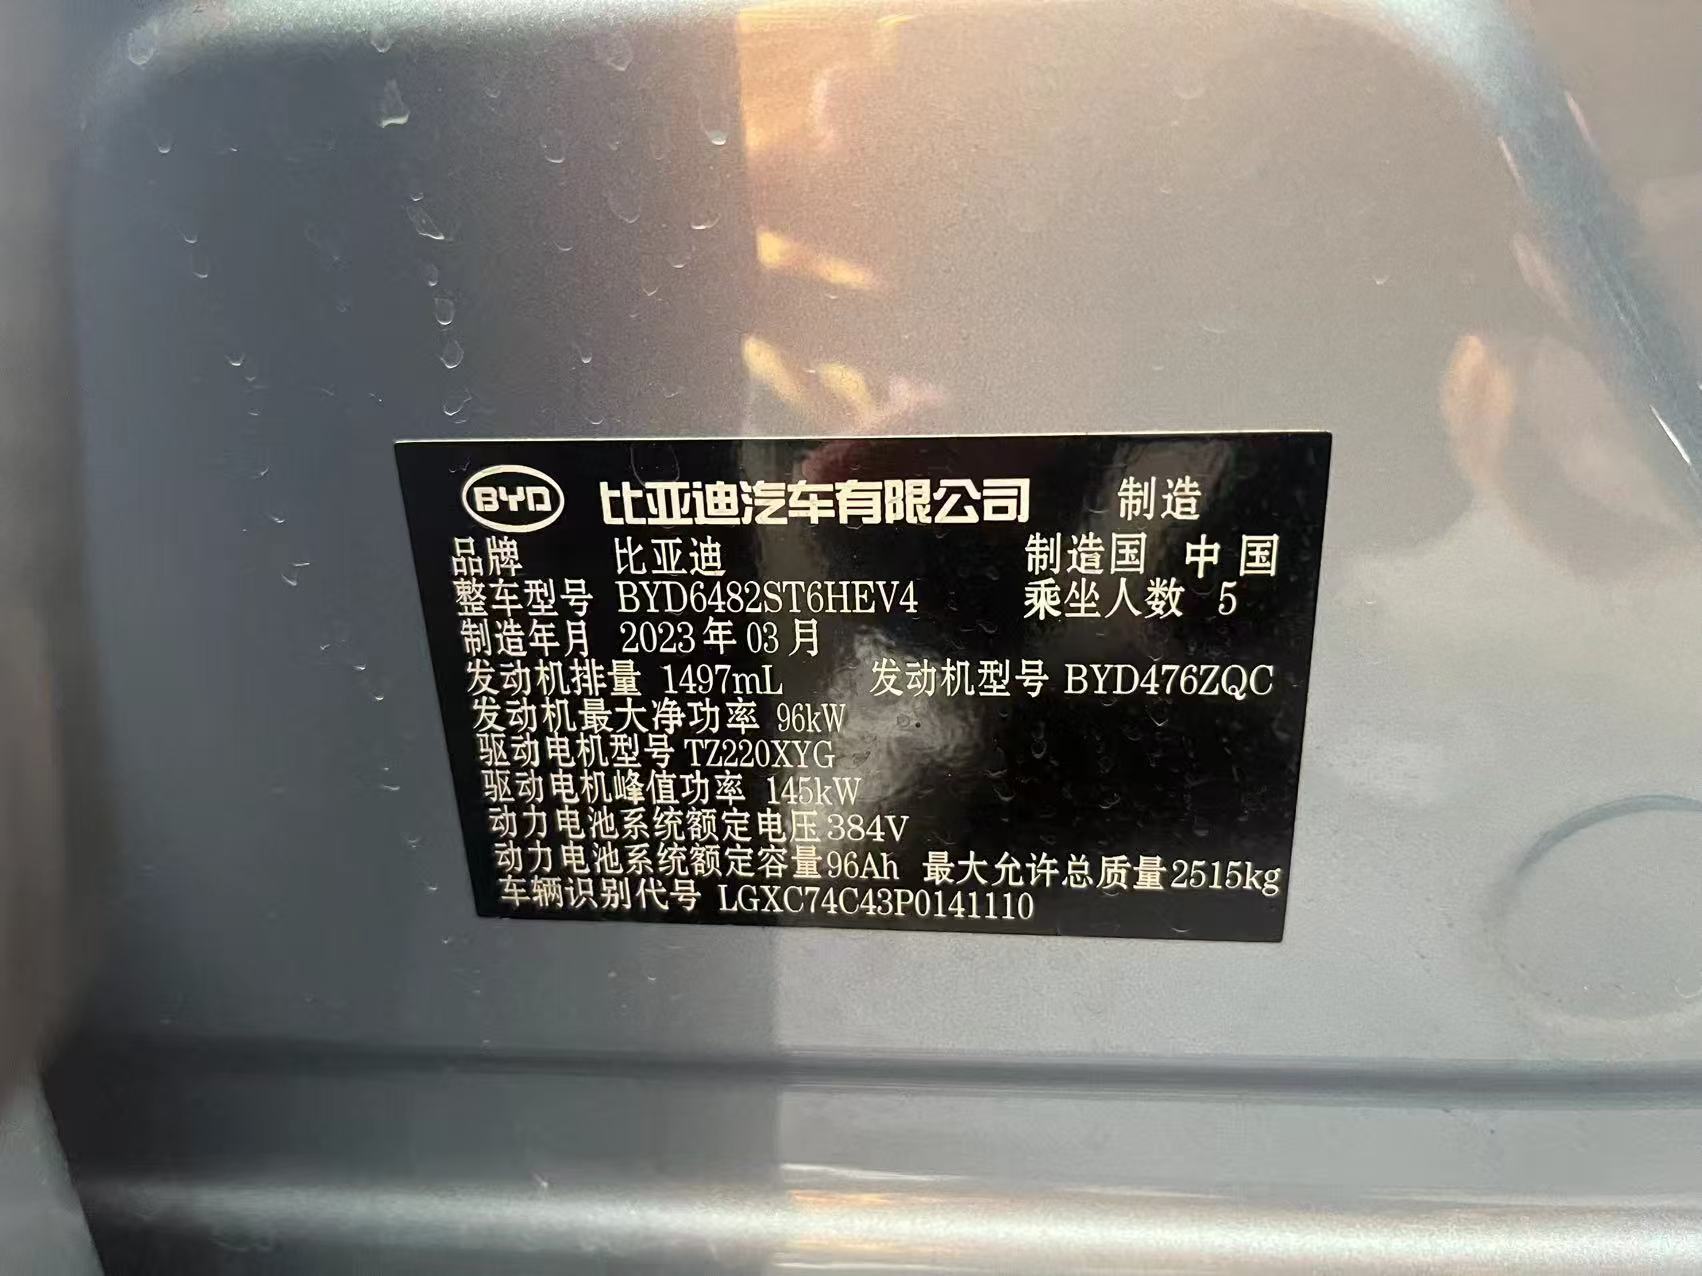 BYD 比亚迪汽车有限公司 制造
品牌 比亚迪 制造国 中国
整车型号 BYD6482ST6HEV4 乘坐人数 5
制造年月 2023年03月
发动机排量 1497mL 发动机型号 BYD476ZQC
发动机最大净功率 96kW
驱动电机型号 TZ220XYG
驱动电机峰值功率 145kW
动力电池系统额定电压 384V
动力电池系统额定容量 96Ah 最大允许总质量 2515kg
车辆识别代号 LGXC74C43P0141110